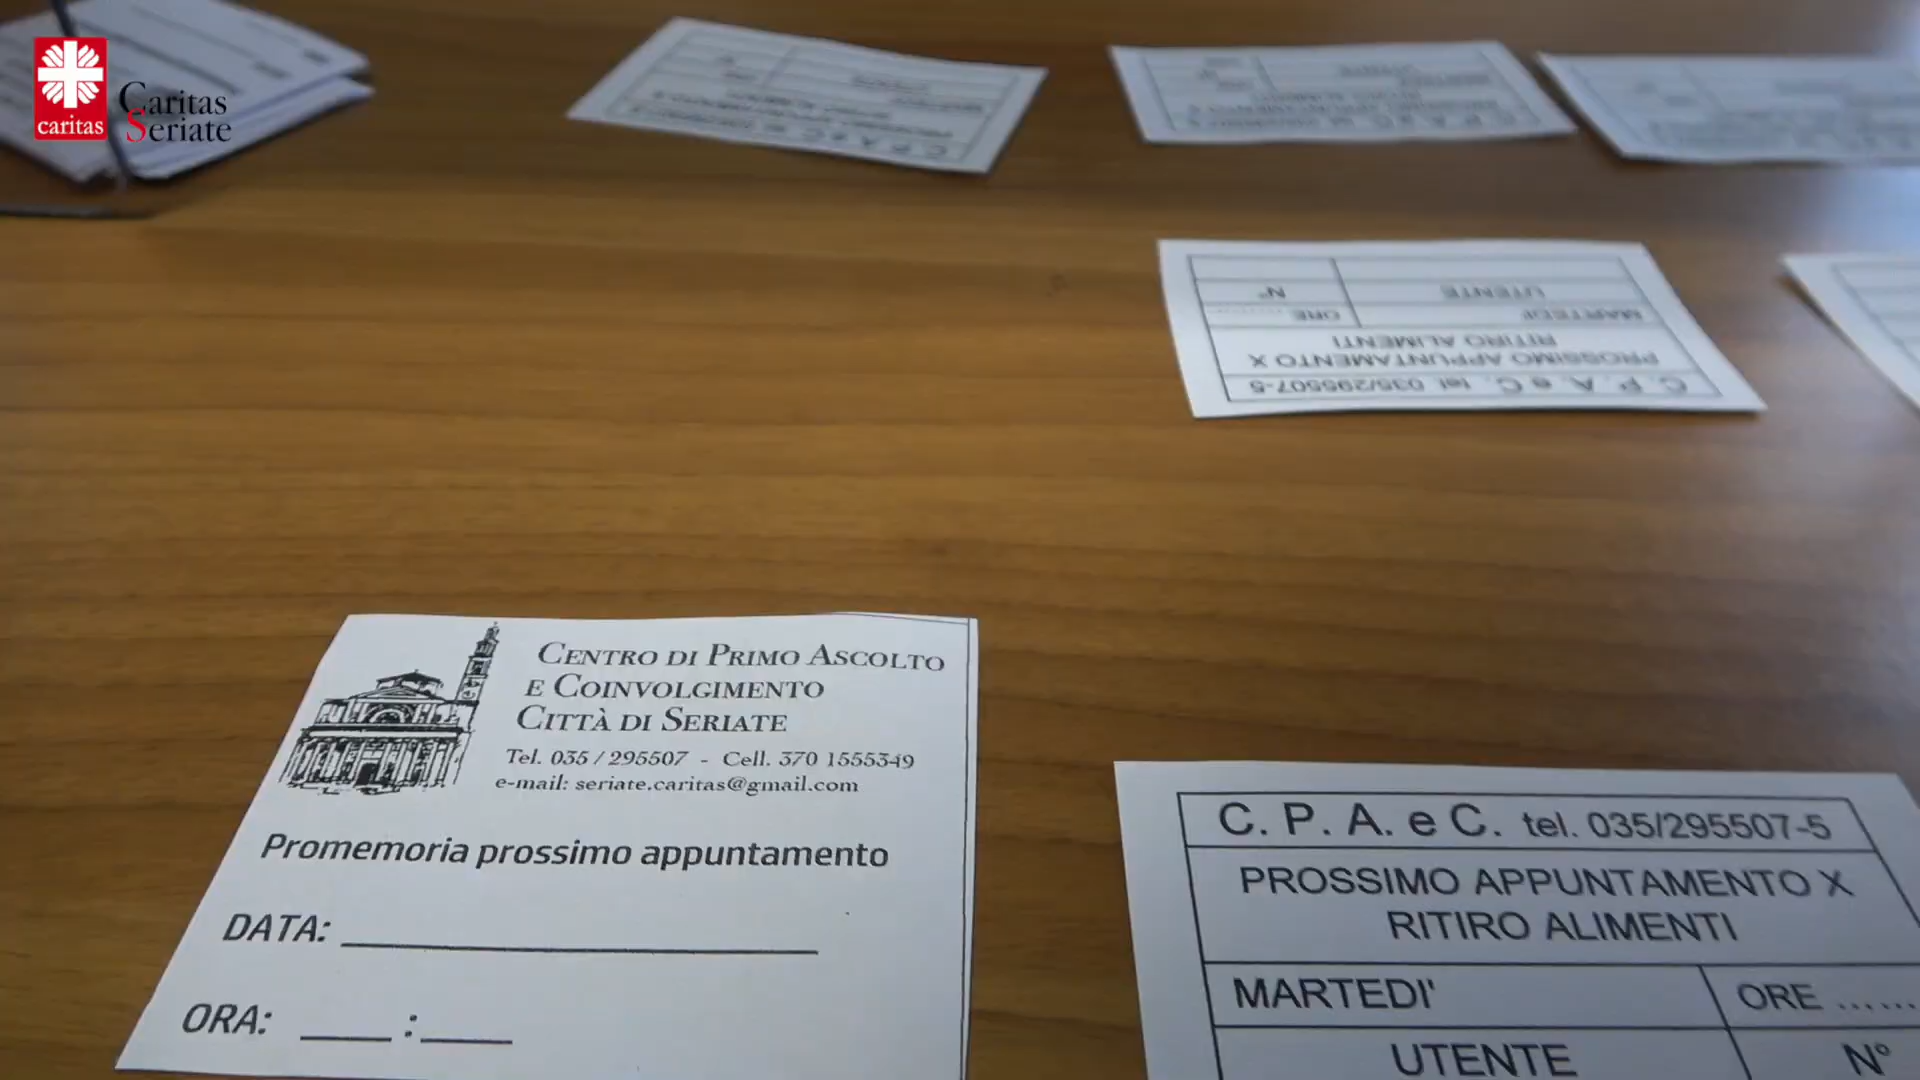 caritas
Caritas
Seriate
C. P. A. e C. tel. 035/295507-5
PROSSIMO APPUNTAMENTO X
RITIRO ALIMENTI
MARTEDI' ORE
UTENTE N°
CENTRO DI PRIMO ASCOLTO
E COINVOLGIMENTO
CITTÀ DI SERIATE
Tel. 035 / 295507 - Cell. 370 1555349
e-mail: seriate.caritas@gmail.com
Promemoria prossimo appuntamento
DATA:
ORA: :
C. P. A. e C. tel. 035/295507-5
PROSSIMO APPUNTAMENTO X
RITIRO ALIMENTI
MARTEDI' ORE ......
UTENTE N°